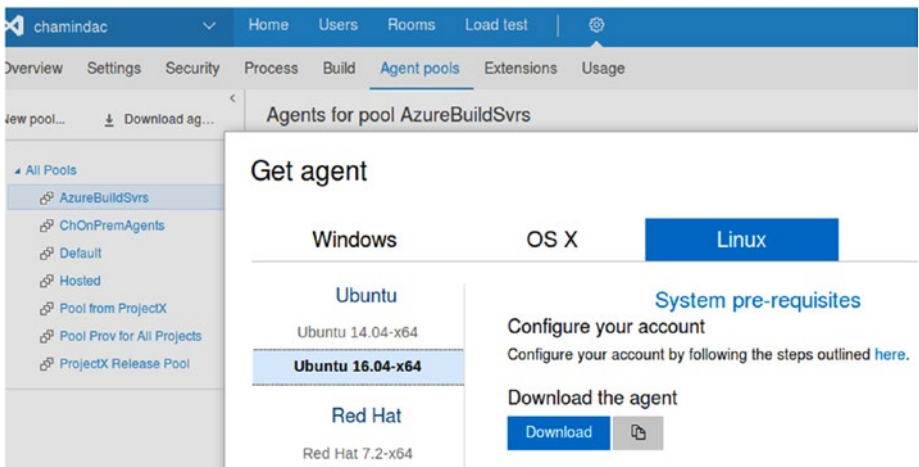 chamindac Home Users Rooms Load test
Overview Settings Security Process Build Agent pools Extensions Usage
New pool... Download ag... Agents for pool AzureBuildSvrs
Get agent
All Pools
AzureBuildSvrs
ChOnPremAgents
Default
Hosted
Pool from ProjectX
Pool Prov for All Projects
ProjectX Release Pool
Windows OS X Linux
Ubuntu
Ubuntu 14.04-x64
Ubuntu 16.04-x64
Red Hat
Red Hat 7.2-x64
System pre-requisites
Configure your account
Configure your account by following the steps outlined here.
Download the agent
Download